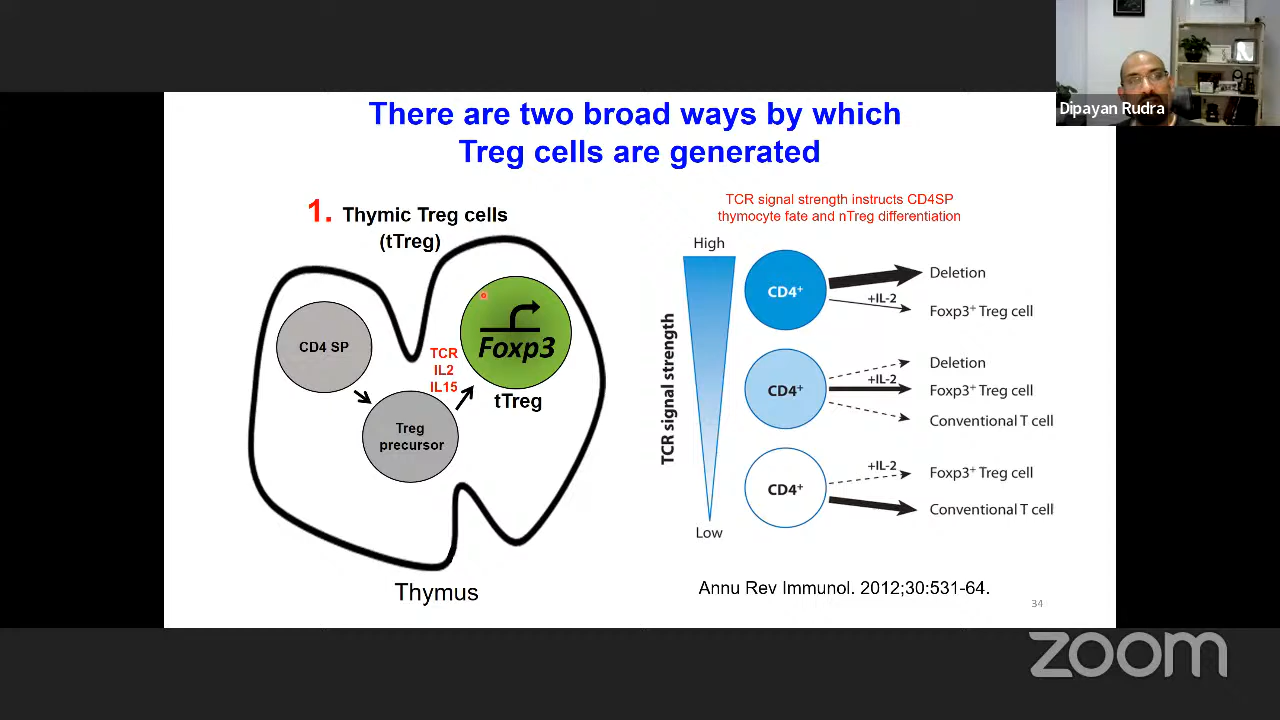 Dipayan Rudra
There are two broad ways by which
Treg cells are generated
1. Thymic Treg cells
(tTreg)
CD4 SP
Treg
precursor
TCR
IL2
IL15
Foxp3
tTreg
Thymus
TCR signal strength instructs CD4SP
thymocyte fate and nTreg differentiation
High
TCR signal strength
Low
CD4⁺
Deletion
+IL-2
Foxp3⁺ Treg cell
CD4⁺
Deletion
+IL-2
Foxp3⁺ Treg cell
Conventional T cell
CD4⁺
+IL-2
Foxp3⁺ Treg cell
Conventional T cell
Annu Rev Immunol. 2012;30:531-64.
34
zoom